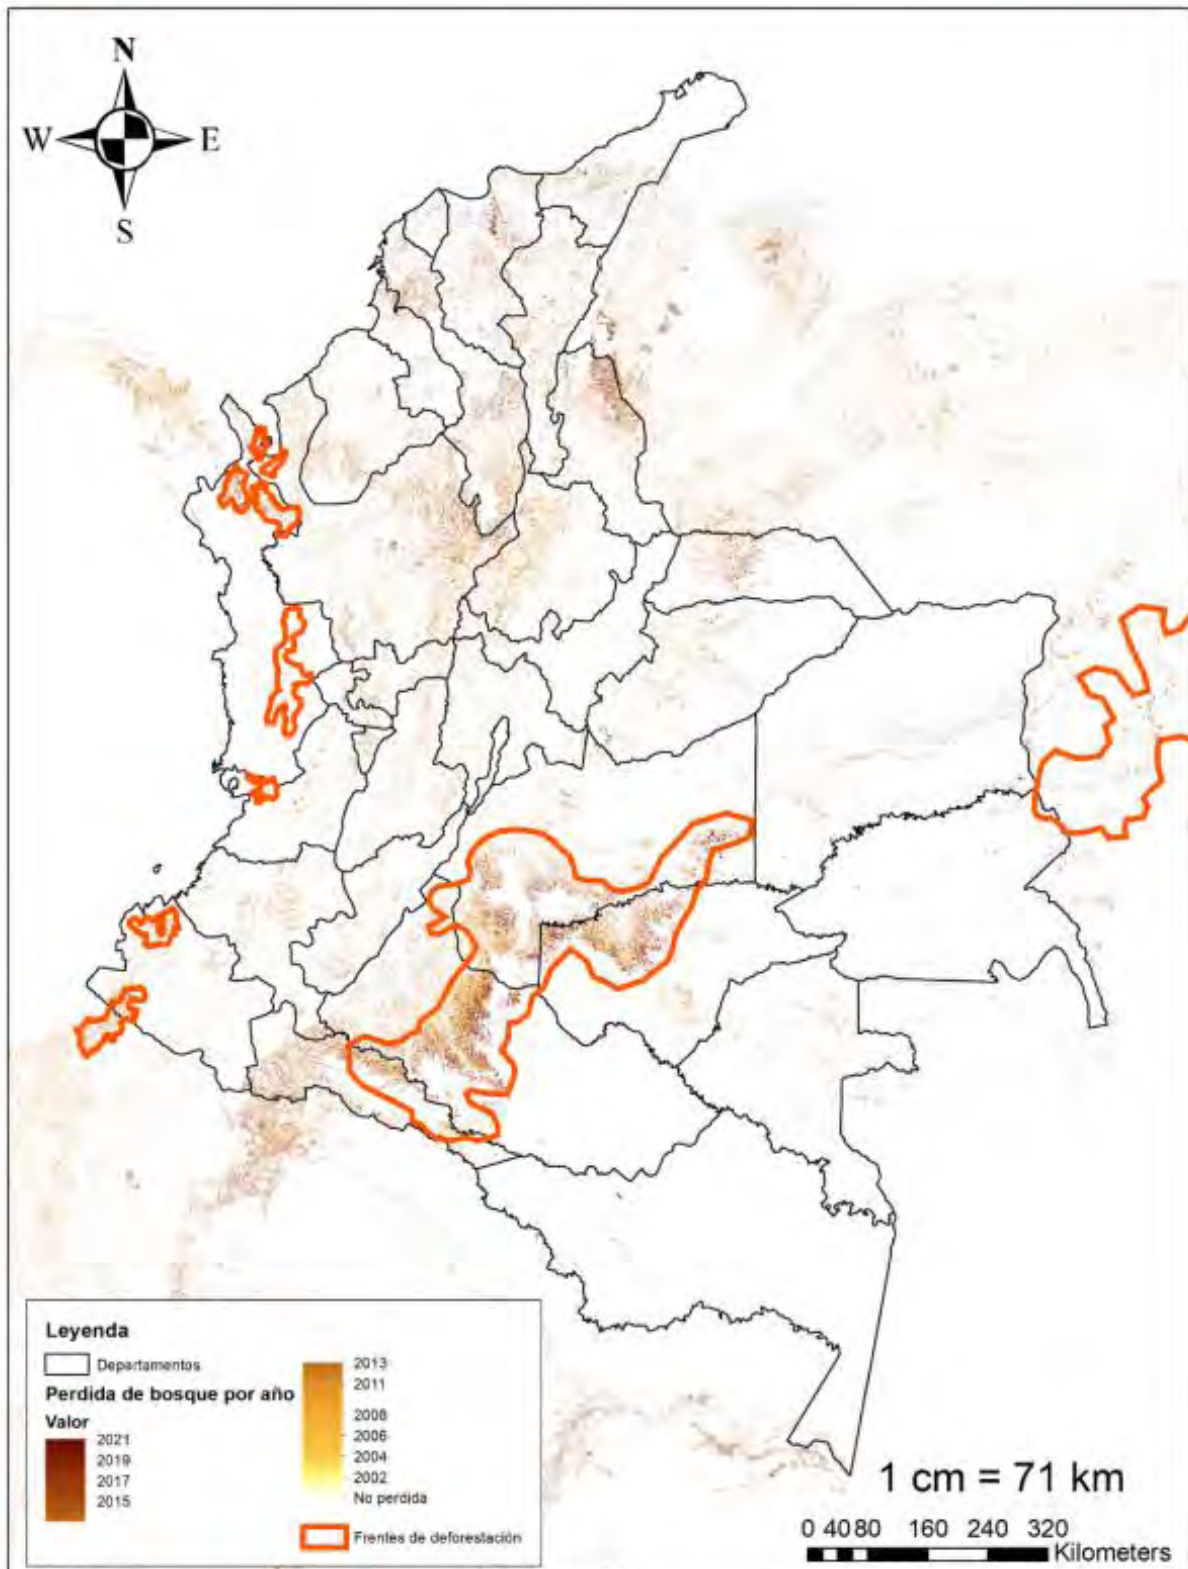 N
W E
S
Leyenda
Departamentos
Perdida de bosque por año
Valor
2021
2019
2017
2015
2013
2011
2008
2006
2004
2002
No perdida
Frentes de deforestación
1 cm = 71 km
0 40 80 160 240 320
Kilometers